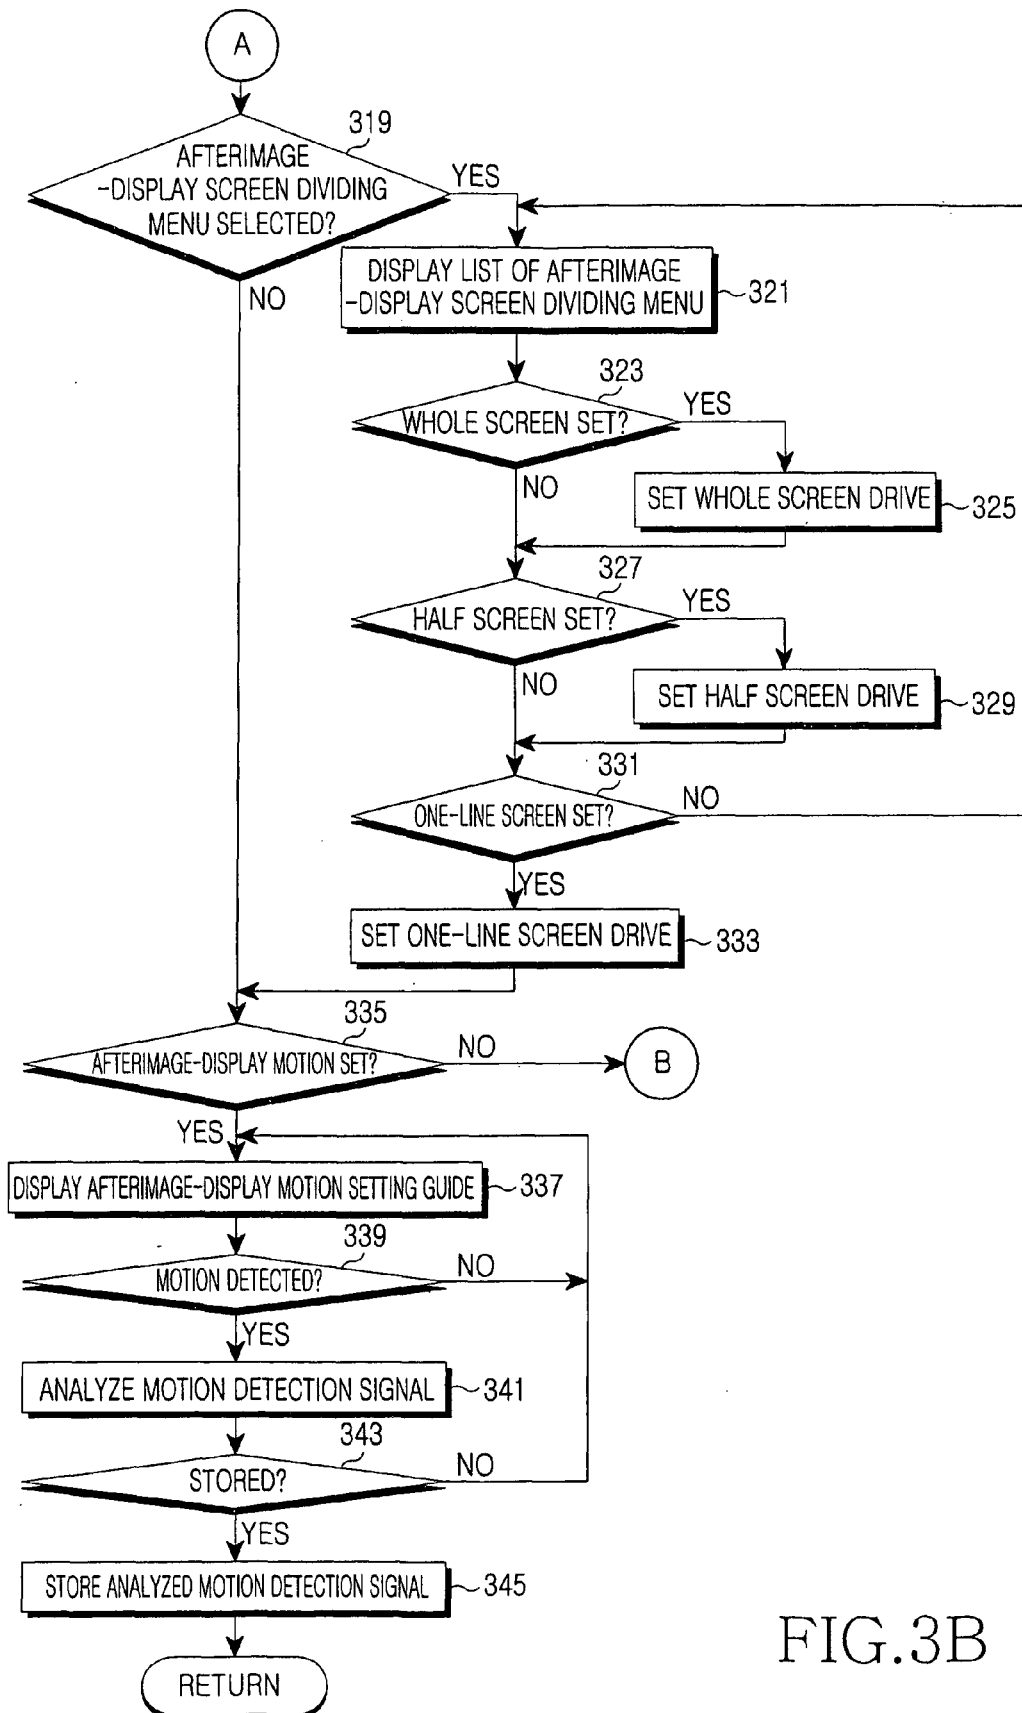 A
319
AFTERIMAGE
-DISPLAY SCREEN DIVIDING
MENU SELECTED?
YES
NO
DISPLAY LIST OF AFTERIMAGE
-DISPLAY SCREEN DIVIDING MENU
321
323
WHOLE SCREEN SET?
YES
NO
SET WHOLE SCREEN DRIVE
325
327
HALF SCREEN SET?
YES
NO
SET HALF SCREEN DRIVE
329
331
ONE-LINE SCREEN SET?
NO
YES
SET ONE-LINE SCREEN DRIVE
333
335
AFTERIMAGE-DISPLAY MOTION SET?
NO
B
YES
DISPLAY AFTERIMAGE-DISPLAY MOTION SETTING GUIDE
337
339
MOTION DETECTED?
NO
YES
ANALYZE MOTION DETECTION SIGNAL
341
343
STORED?
NO
YES
STORE ANALYZED MOTION DETECTION SIGNAL
345
RETURN
FIG.3B